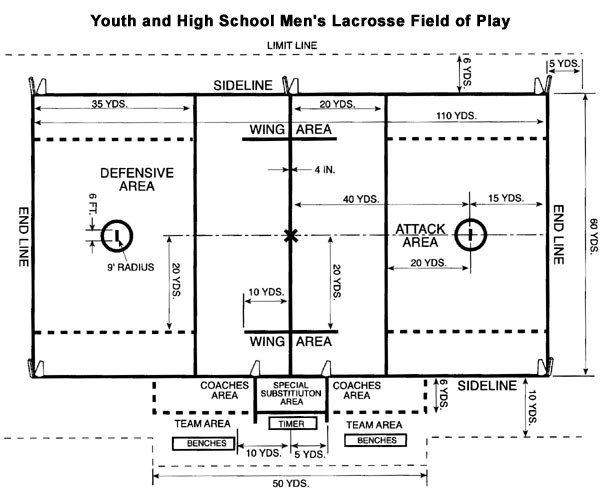 Youth and High School Men's Lacrosse Field of Play
LIMIT LINE
6 YDS.
5 YDS.
SIDELINE
35 YDS.
20 YDS.
110 YDS.
WING AREA
DEFENSIVE
AREA
4 IN.
6 FT.
40 YDS.
15 YDS.
END LINE
ATTACK
AREA
END LINE
60 YDS.
9' RADIUS
20 YDS.
20 YDS.
20 YDS.
10 YDS.
WING AREA
COACHES
AREA
SPECIAL
SUBSTITUTON
AREA
COACHES
AREA
6 YDS.
SIDELINE
10 YDS.
TEAM AREA
TIMER
TEAM AREA
BENCHES
10 YDS.
5 YDS.
BENCHES
50 YDS.